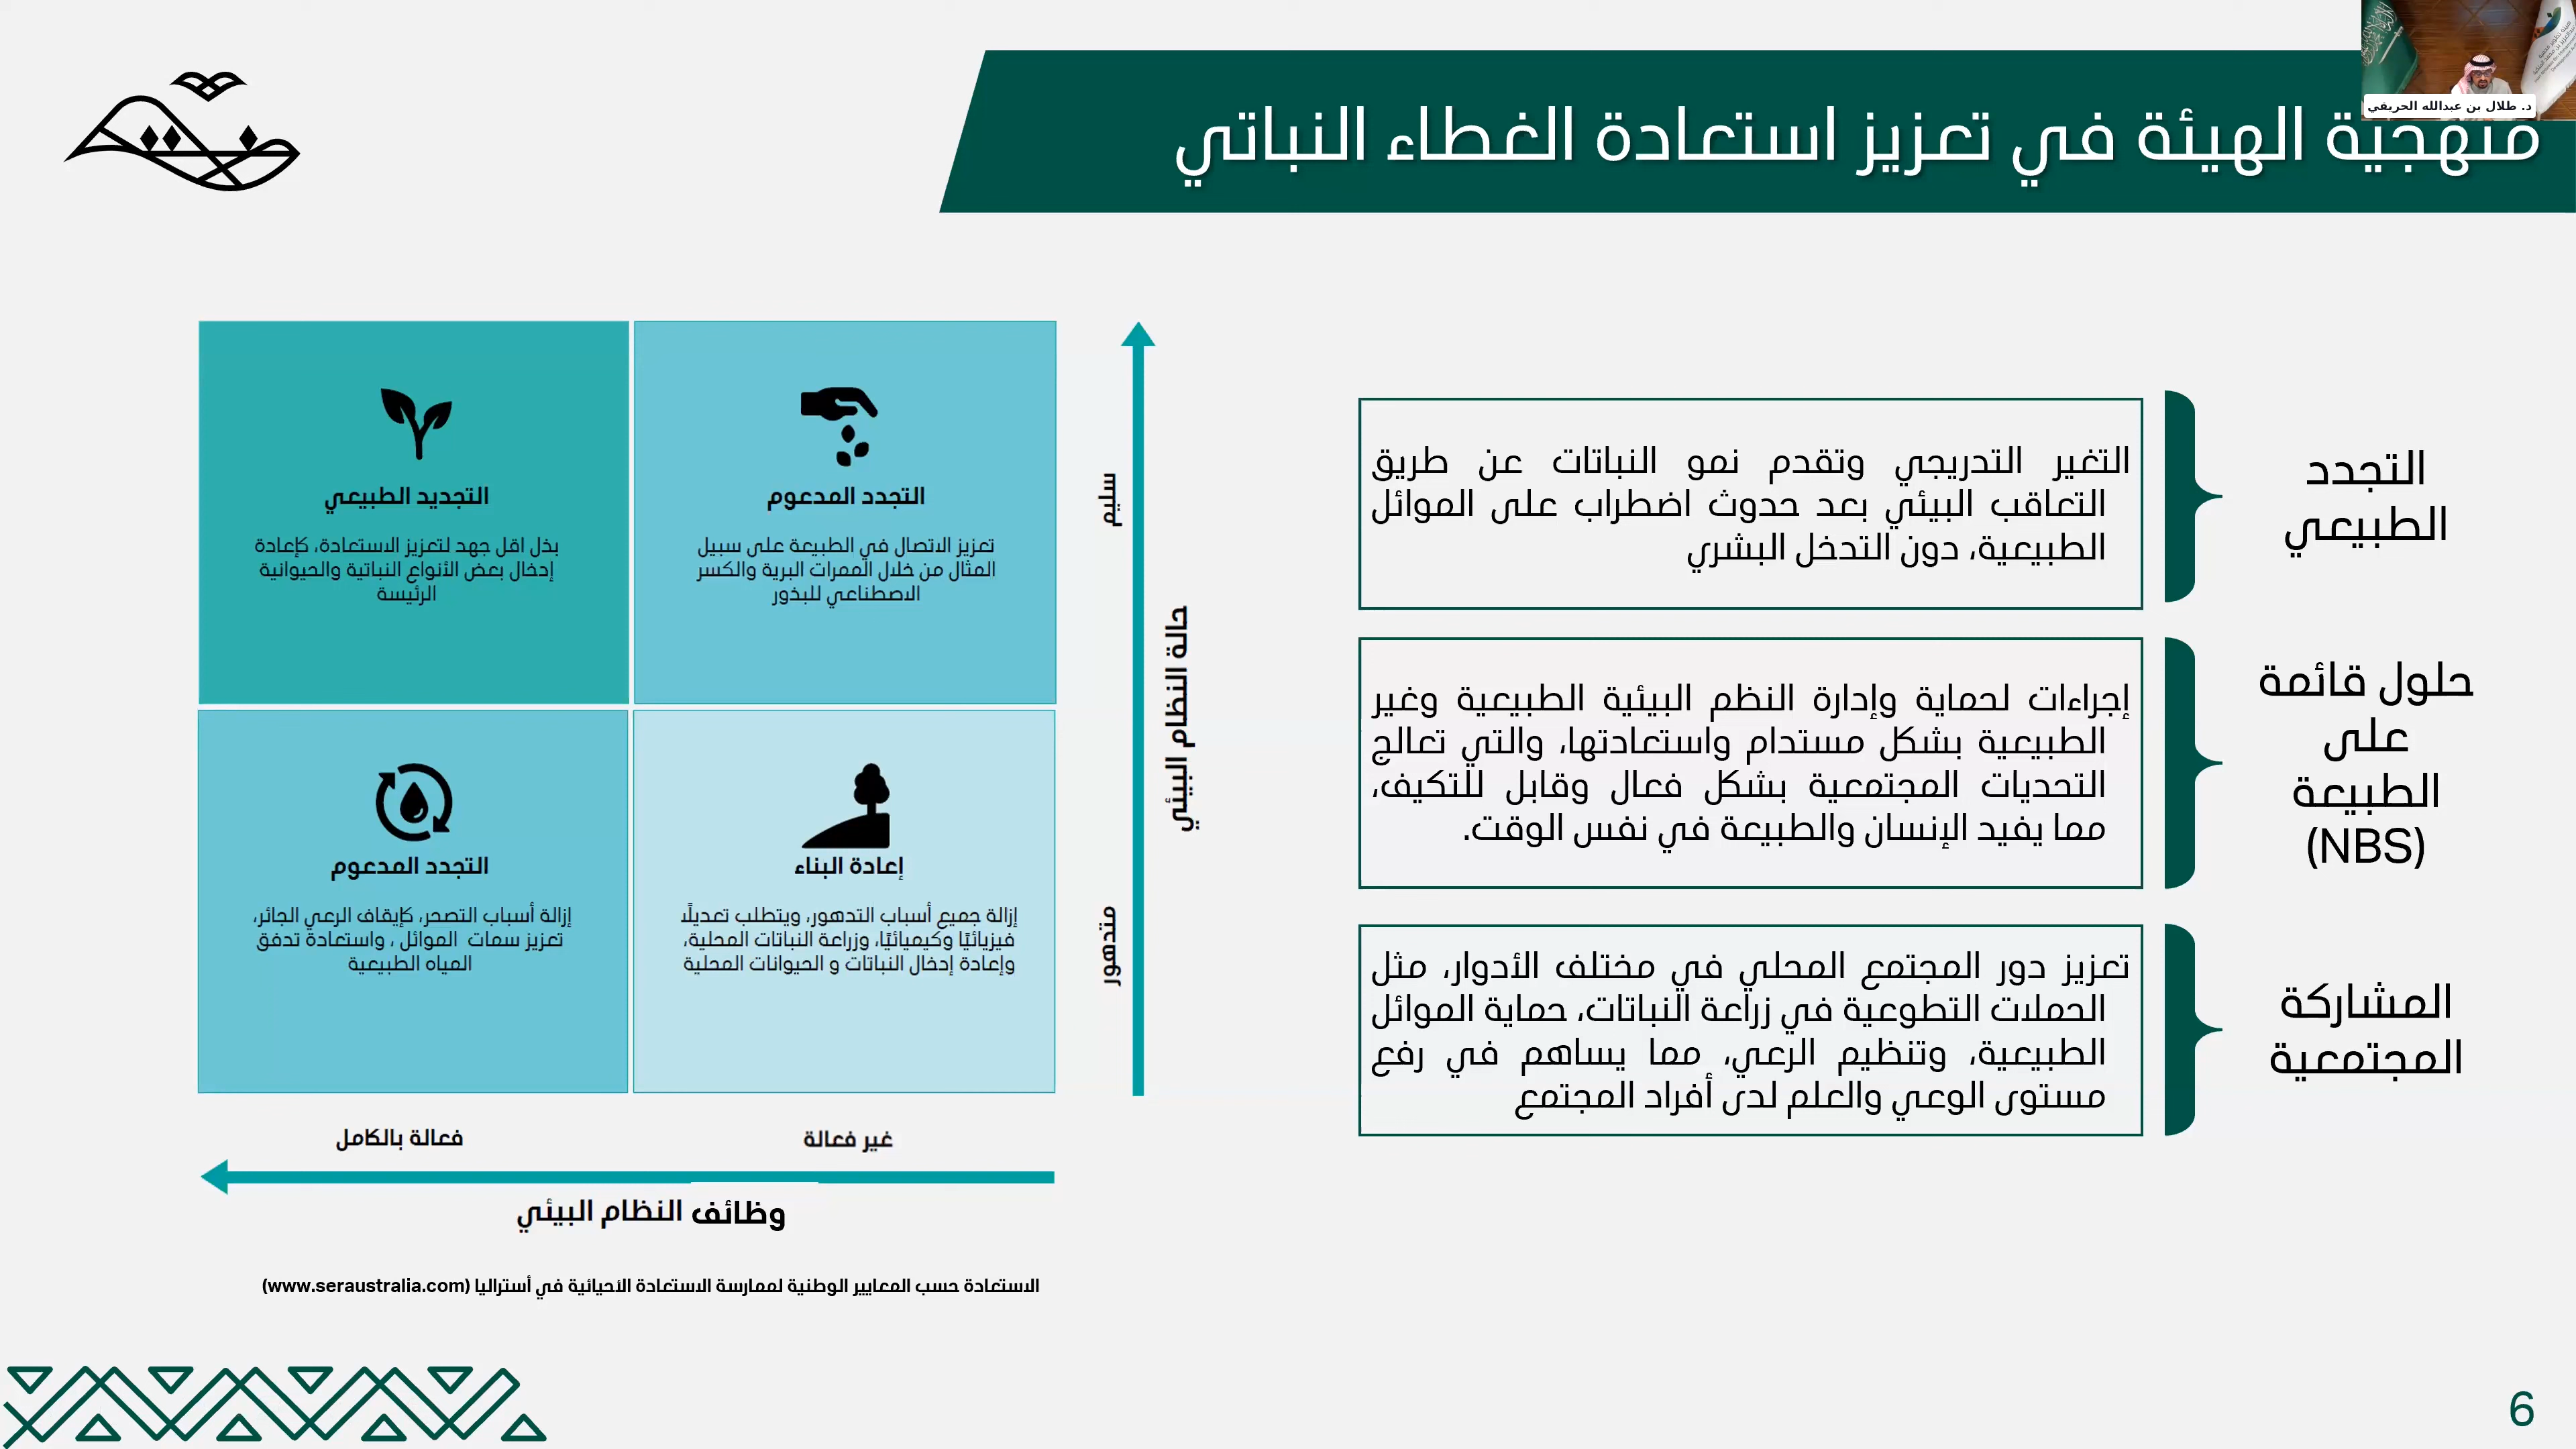 د. طلال بن عبدالله الحريقي
منهجية الهيئة في تعزيز استعادة الغطاء النباتي
التجدد
الطبيعي
التغير التدريجي وتقدم نمو النباتات عن طريق
التعاقب البيئي بعد حدوث اضطراب على الموائل
الطبيعية، دون التدخل البشري
حلول قائمة
على
الطبيعة
(NBS)
إجراءات لحماية وإدارة النظم البيئية الطبيعية وغير
الطبيعية بشكل مستدام واستعادتها، والتي تعالج
التحديات المجتمعية بشكل فعال وقابل للتكيف،
مما يفيد الإنسان والطبيعة في نفس الوقت.
المشاركة
المجتمعية
تعزيز دور المجتمع المحلي في مختلف الأدوار، مثل
الحملات التطوعية في زراعة النباتات، حماية الموائل
الطبيعية، وتنظيم الرعي، مما يساهم في رفع
مستوى الوعي والعلم لدى أفراد المجتمع
حالة النظام البيئي
سليم
متدهور
التجدد المدعوم
تعزيز الاتصال في الطبيعة على سبيل
المثال من خلال الممرات البرية والكسر
الاصطناعي للبذور
التجديد الطبيعي
بذل اقل جهد لتعزيز الاستعادة، كإعادة
إدخال بعض الأنواع النباتية والحيوانية
الرئيسة
إعادة البناء
إزالة جميع أسباب التدهور، ويتطلب تعديلًا
فيزيائيًا وكيميائيًا، وزراعة النباتات المحلية،
وإعادة إدخال النباتات و الحيوانات المحلية
التجدد المدعوم
إزالة أسباب التصحر، كإيقاف الرعي الجائر،
تعزيز سمات الموائل ، واستعادة تدفق
المياه الطبيعية
غير فعالة
فعالة بالكامل
وظائف النظام البيئي
الاستعادة حسب المعايير الوطنية لممارسة الاستعادة الأحيائية في أستراليا (www.seraustralia.com)
6